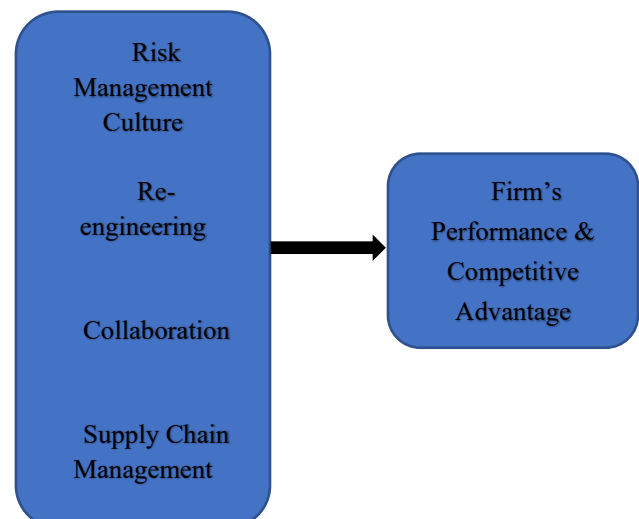 Risk
Management
Culture
Re-
engineering
Collaboration
Supply Chain
Management
Firm’s
Performance &
Competitive
Advantage